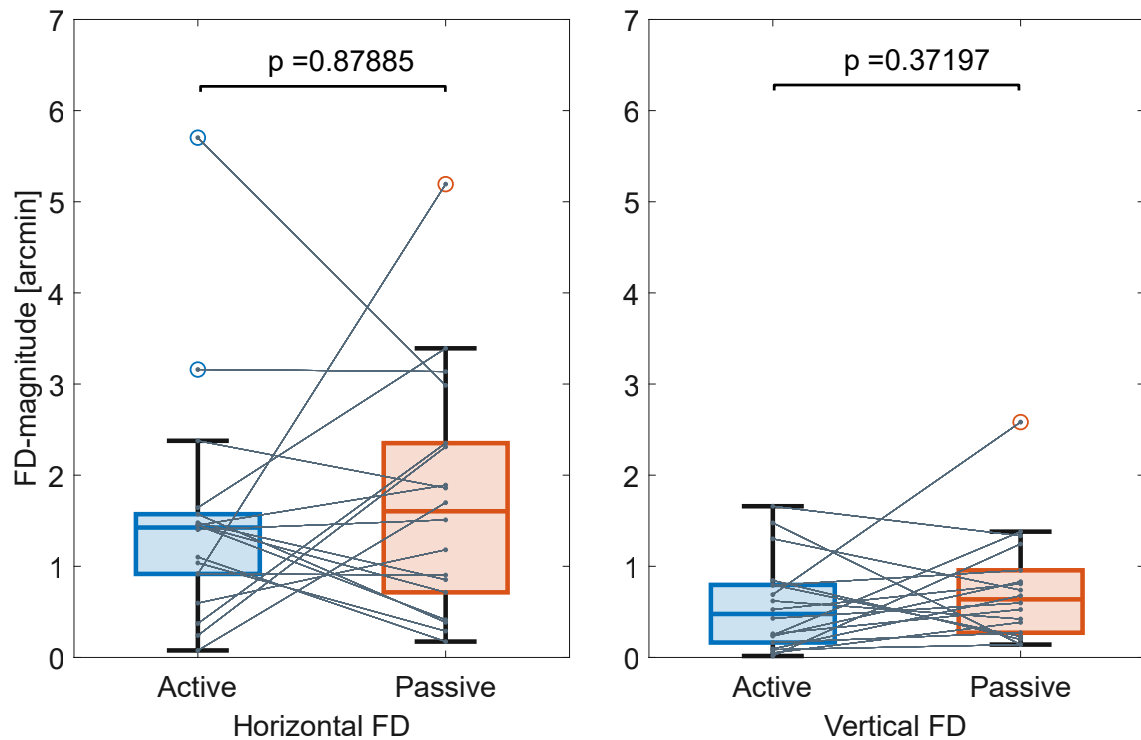 FD-magnitude [arcmin]
7
6
5
4
3
2
1
0
p =0.87885
Active
Passive
Horizontal FD
7
6
5
4
3
2
1
0
p =0.37197
Active
Passive
Vertical FD